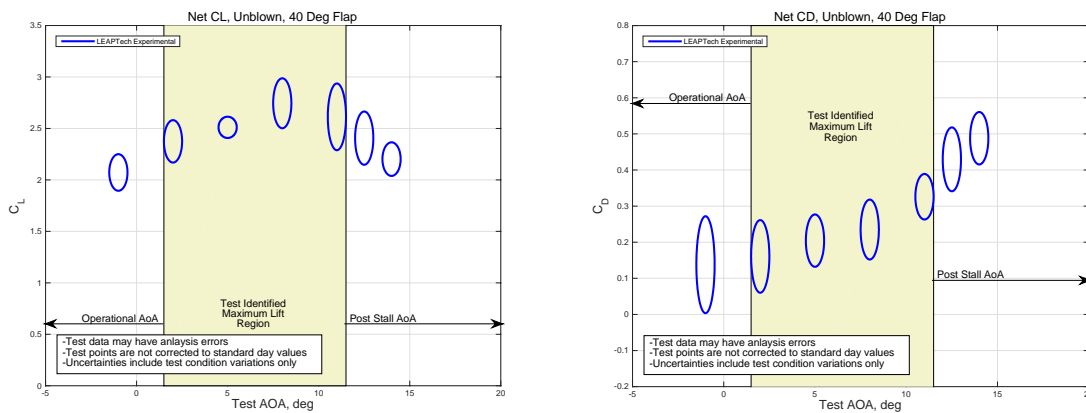 Net CL, Unblown, 40 Deg Flap
LEAPTech Experimental
3.5
3
2.5
2
1.5
1
0.5
0
C_L
Operational AoA
Test Identified
Maximum Lift
Region
Post Stall AoA
-Test data may have anlaysis errors
-Test points are not corrected to standard day values
-Uncertainties include test condition variations only
-5
0
5
10
15
20
Test AOA, deg
Net CD, Unblown, 40 Deg Flap
LEAPTech Experimental
0.8
0.7
0.6
0.5
0.4
0.3
0.2
0.1
0
-0.1
-0.2
C_D
Operational AoA
Test Identified
Maximum Lift
Region
Post Stall AoA
-Test data may have anlaysis errors
-Test points are not corrected to standard day values
-Uncertainties include test condition variations only
-5
0
5
10
15
20
Test AOA, deg